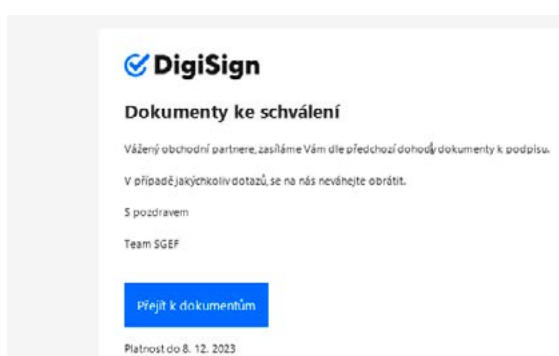 DigiSign
Dokumenty ke schválení
Vážený obchodní partnere, zasíláme Vám dle předchozí dohody dokumenty k podpisu.
V případě jakýchkoliv dotazů, se na nás neváhejte obrátit.
S pozdravem
Team SGEF
Přejít k dokumentům
Platnost do 8. 12. 2023